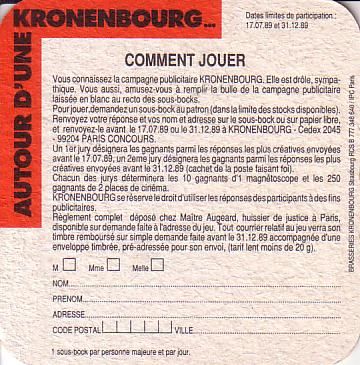 AUTOUR D'UNE
KRONENBOURG...
Dates limites de participation :
17.07.89 et 31.12.89
COMMENT JOUER
Vous connaissez la campagne publicitaire KRONENBOURG. Elle est drôle, sympa-
thique. Vous aussi, amusez-vous à remplir la bulle de la campagne publicitaire
laissée en blanc au recto des sous-bocks.
Pour jouer, demandez un sous-bock au patron (dans la limite des stocks disponibles).
Renvoyez votre réponse et vos nom et adresse sur le sous-bock ou sur papier libre,
et renvoyez-le avant le 17.07.89 ou le 31.12.89 à KRONENBOURG - Cedex 2045
- 99204 PARIS CONCOURS.
Un 1er jury désignera les gagnants parmi les réponses les plus créatives envoyées
avant le 17.07.89, un 2eme jury désignera les gagnants parmi les réponses les plus
créatives envoyées avant le 31.12.89 (cachet de la poste faisant foi).
Chacun des jurys déterminera les 10 gagnants d'1 magnétoscope et les 250
gagnants de 2 places de cinéma.
KRONENBOURG se réserve le droit d'utiliser les réponses des participants à des fins
publicitaires.
Règlement complet déposé chez Maître Augeard, huissier de justice à Paris,
disponible sur demande faite à l'adresse du jeu. Tout courrier relatif au jeu verra son
timbre remboursé sur simple demande faite avant le 31.12.89 accompagnée d'une
enveloppe timbrée, pré-adressée pour son envoi, (tarif lent moins de 20 g).
M Mme Melle
NOM
PRENOM
ADRESSE
CODE POSTAL VILLE
1 sous-bock par personne majeure et par jour.
BRASSERIES KRONENBOURG Strasbourg RCS B 777 346 640 / IPC Paris